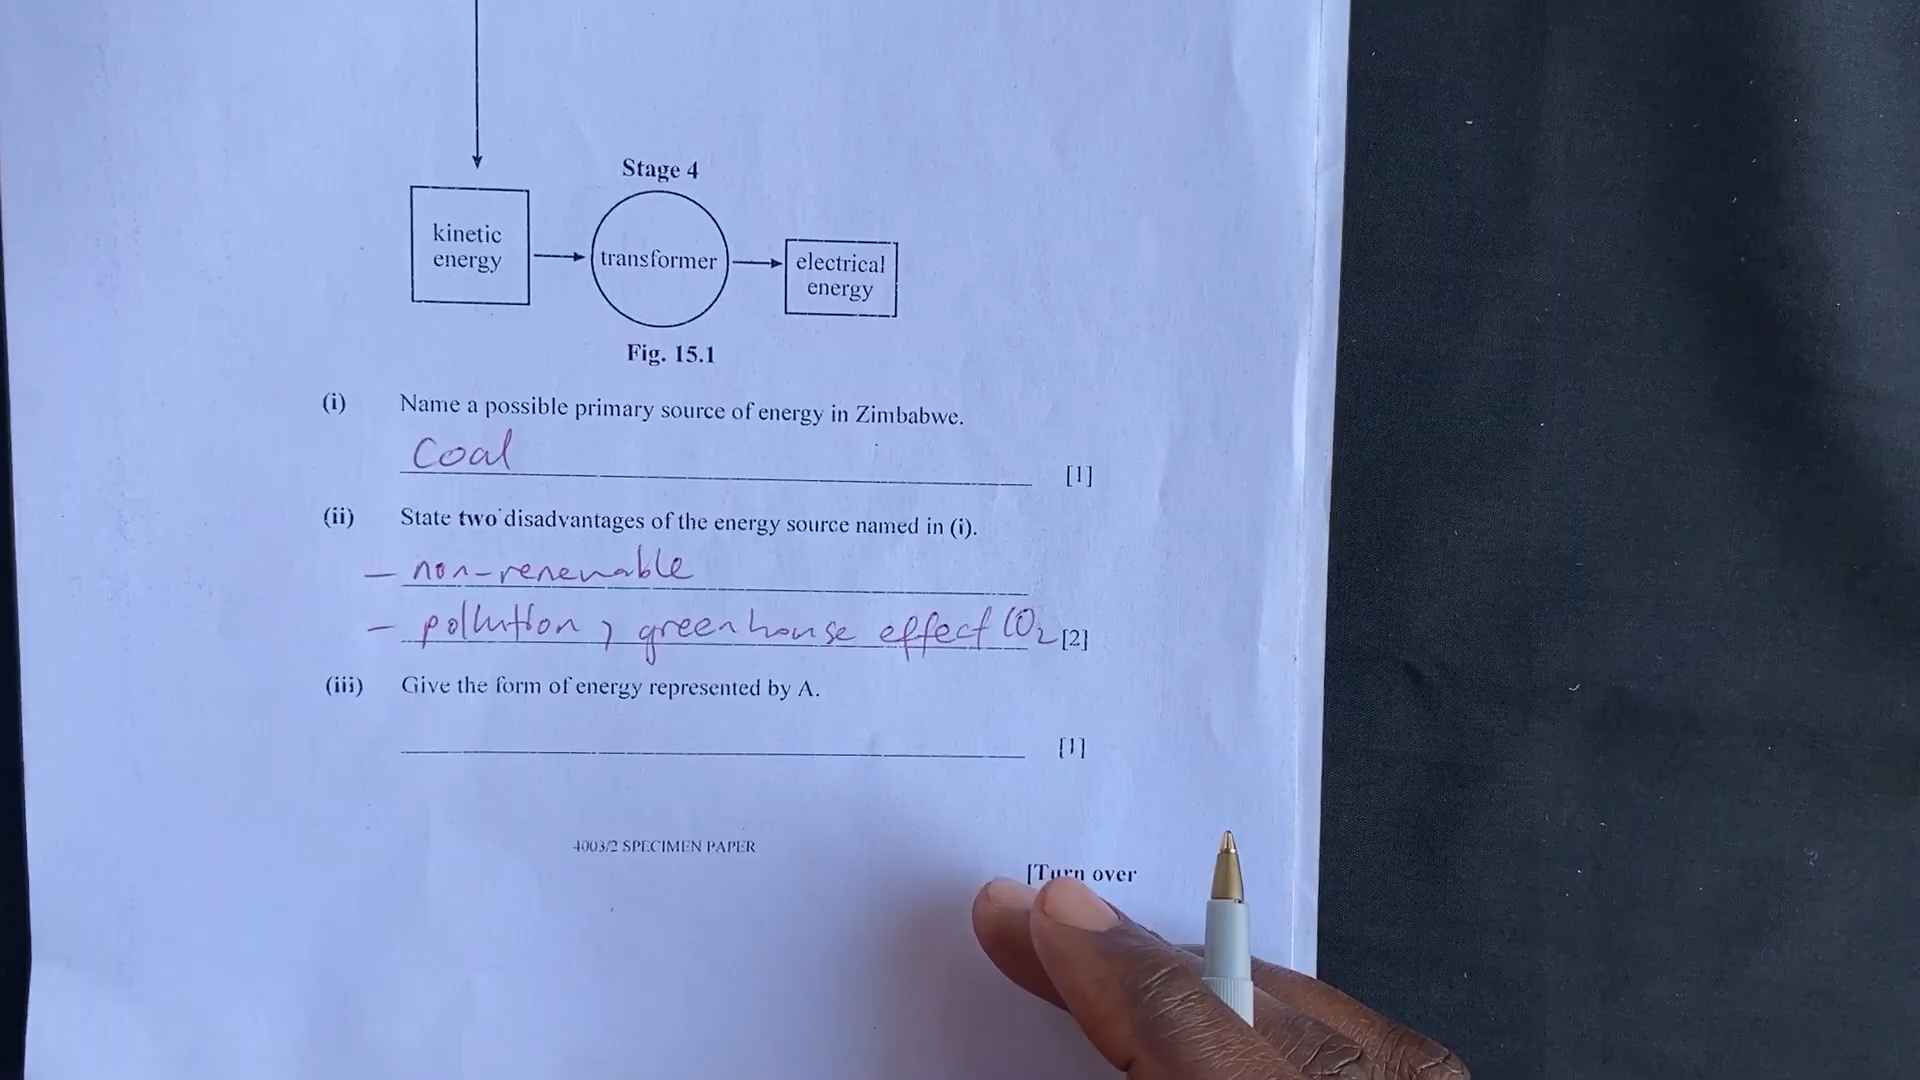 Stage 4
kinetic
energy
transformer
electrical
energy
Fig. 15.1
(i) Name a possible primary source of energy in Zimbabwe.
Coal
[1]
(ii) State two disadvantages of the energy source named in (i).
- non-renewable
- pollution, greenhouse effect CO2 [2]
(iii) Give the form of energy represented by A.
[1]
4003/2 SPECIMEN PAPER
[Turn over